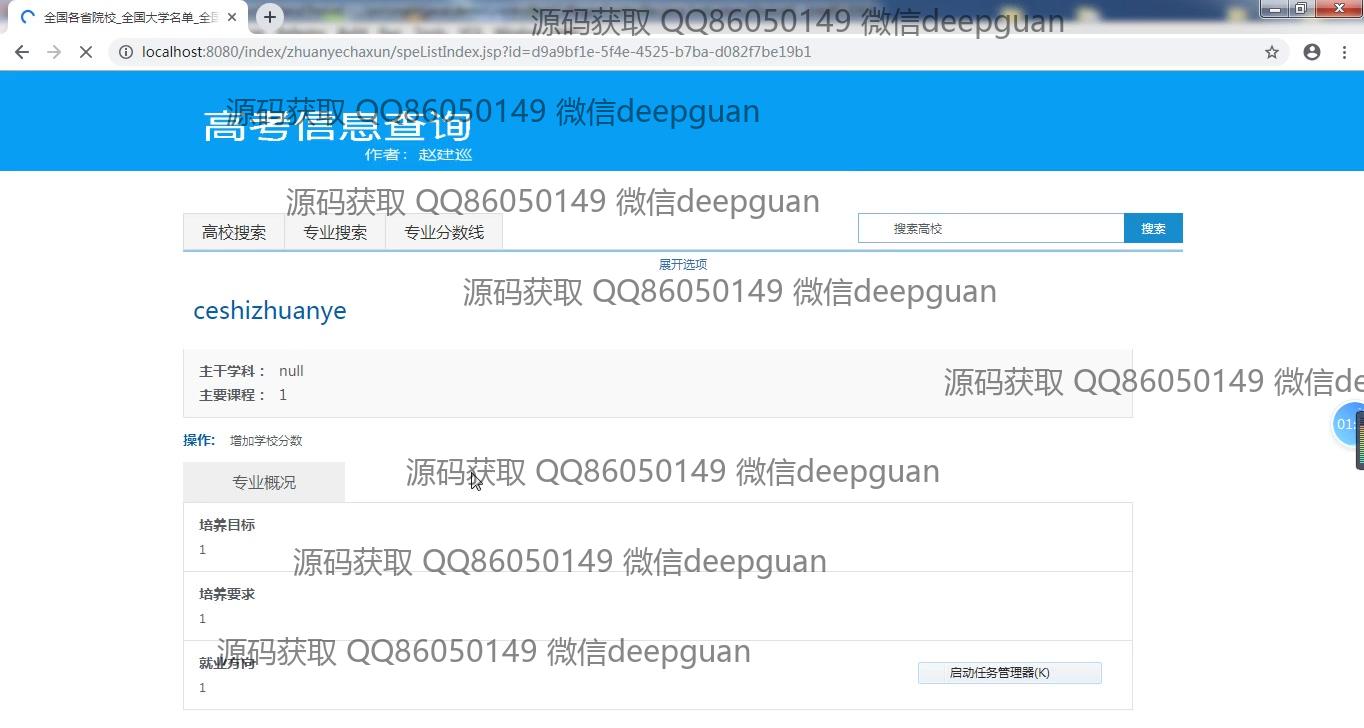 全国各省院校_全国大学名单_全国
源码获取 QQ86050149 微信deepguan
localhost:8080/index/zhuanyechaxun/speListIndex.jsp?id=d9a9bf1e-5f4e-4525-b7ba-d082f7be19b1
源码获取 QQ86050149 微信deepguan
高考信息查询
作者：赵建巡
源码获取 QQ86050149 微信deepguan
高校搜索 专业搜索 专业分数线 搜索高校 搜索
展开选项
源码获取 QQ86050149 微信deepguan
ceshizhuanye
主干学科： null
源码获取 QQ86050149 微信de
主要课程： 1
01:
操作: 增加学校分数
源码获取 QQ86050149 微信deepguan
专业概况
培养目标
1
源码获取 QQ86050149 微信deepguan
培养要求
1
源码获取 QQ86050149 微信deepguan
就业方向
启动任务管理器(K)
1